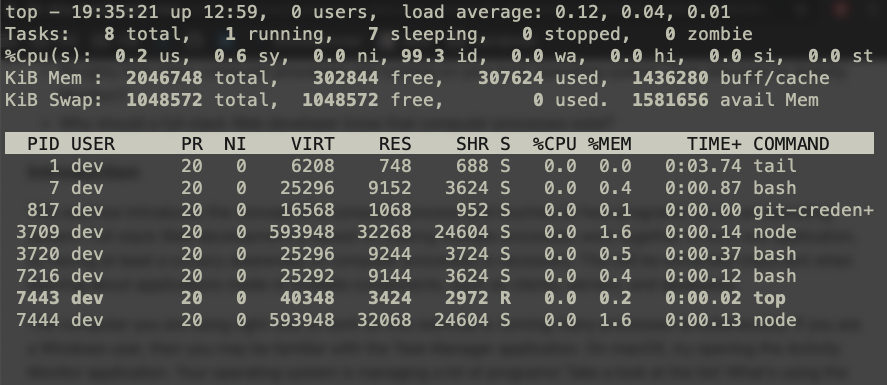 top - 19:35:21 up 12:59,  0 users,  load average: 0.12, 0.04, 0.01
Tasks:   8 total,   1 running,   7 sleeping,   0 stopped,   0 zombie
%Cpu(s):  0.2 us,  0.6 sy,  0.0 ni, 99.3 id,  0.0 wa,  0.0 hi,  0.0 si,  0.0 st
KiB Mem :  2046748 total,   302844 free,   307624 used,  1436280 buff/cache
KiB Swap:  1048572 total,  1048572 free,        0 used.  1581656 avail Mem
  PID USER      PR  NI    VIRT    RES    SHR S  %CPU %MEM     TIME+ COMMAND
    1 dev       20   0    6208    748    688 S   0.0  0.0   0:03.74 tail
    7 dev       20   0   25296   9152   3624 S   0.0  0.4   0:00.87 bash
  817 dev       20   0   16568   1068    952 S   0.0  0.1   0:00.00 git-creden+
 3709 dev       20   0  593948  32268  24604 S   0.0  1.6   0:00.14 node
 3720 dev       20   0   25296   9244   3724 S   0.0  0.5   0:00.37 bash
 7216 dev       20   0   25292   9144   3624 S   0.0  0.4   0:00.12 bash
 7443 dev       20   0   40348   3424   2972 R   0.0  0.2   0:00.02 top
 7444 dev       20   0  593948  32068  24604 S   0.0  1.6   0:00.13 node